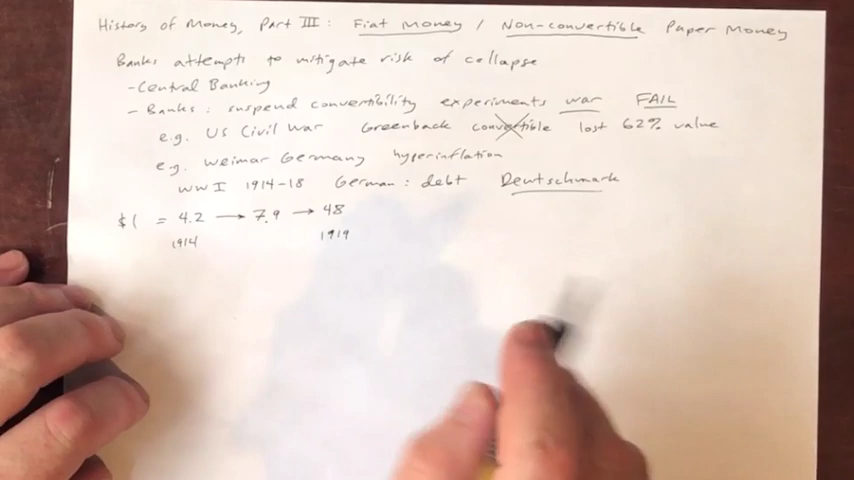 History of Money, Part III: Fiat Money / Non-convertible Paper Money
Banks attempts to mitigate risk of collapse
- Central Banking
- Banks: suspend convertibility experiments war FAIL
e.g. US Civil War Greenback convertible lost 62% value
e.g. Weimar Germany hyperinflation
WWI 1914-18 German: debt Deutschmark
$1 = 4.2 → 7.9 → 48
1914 1919